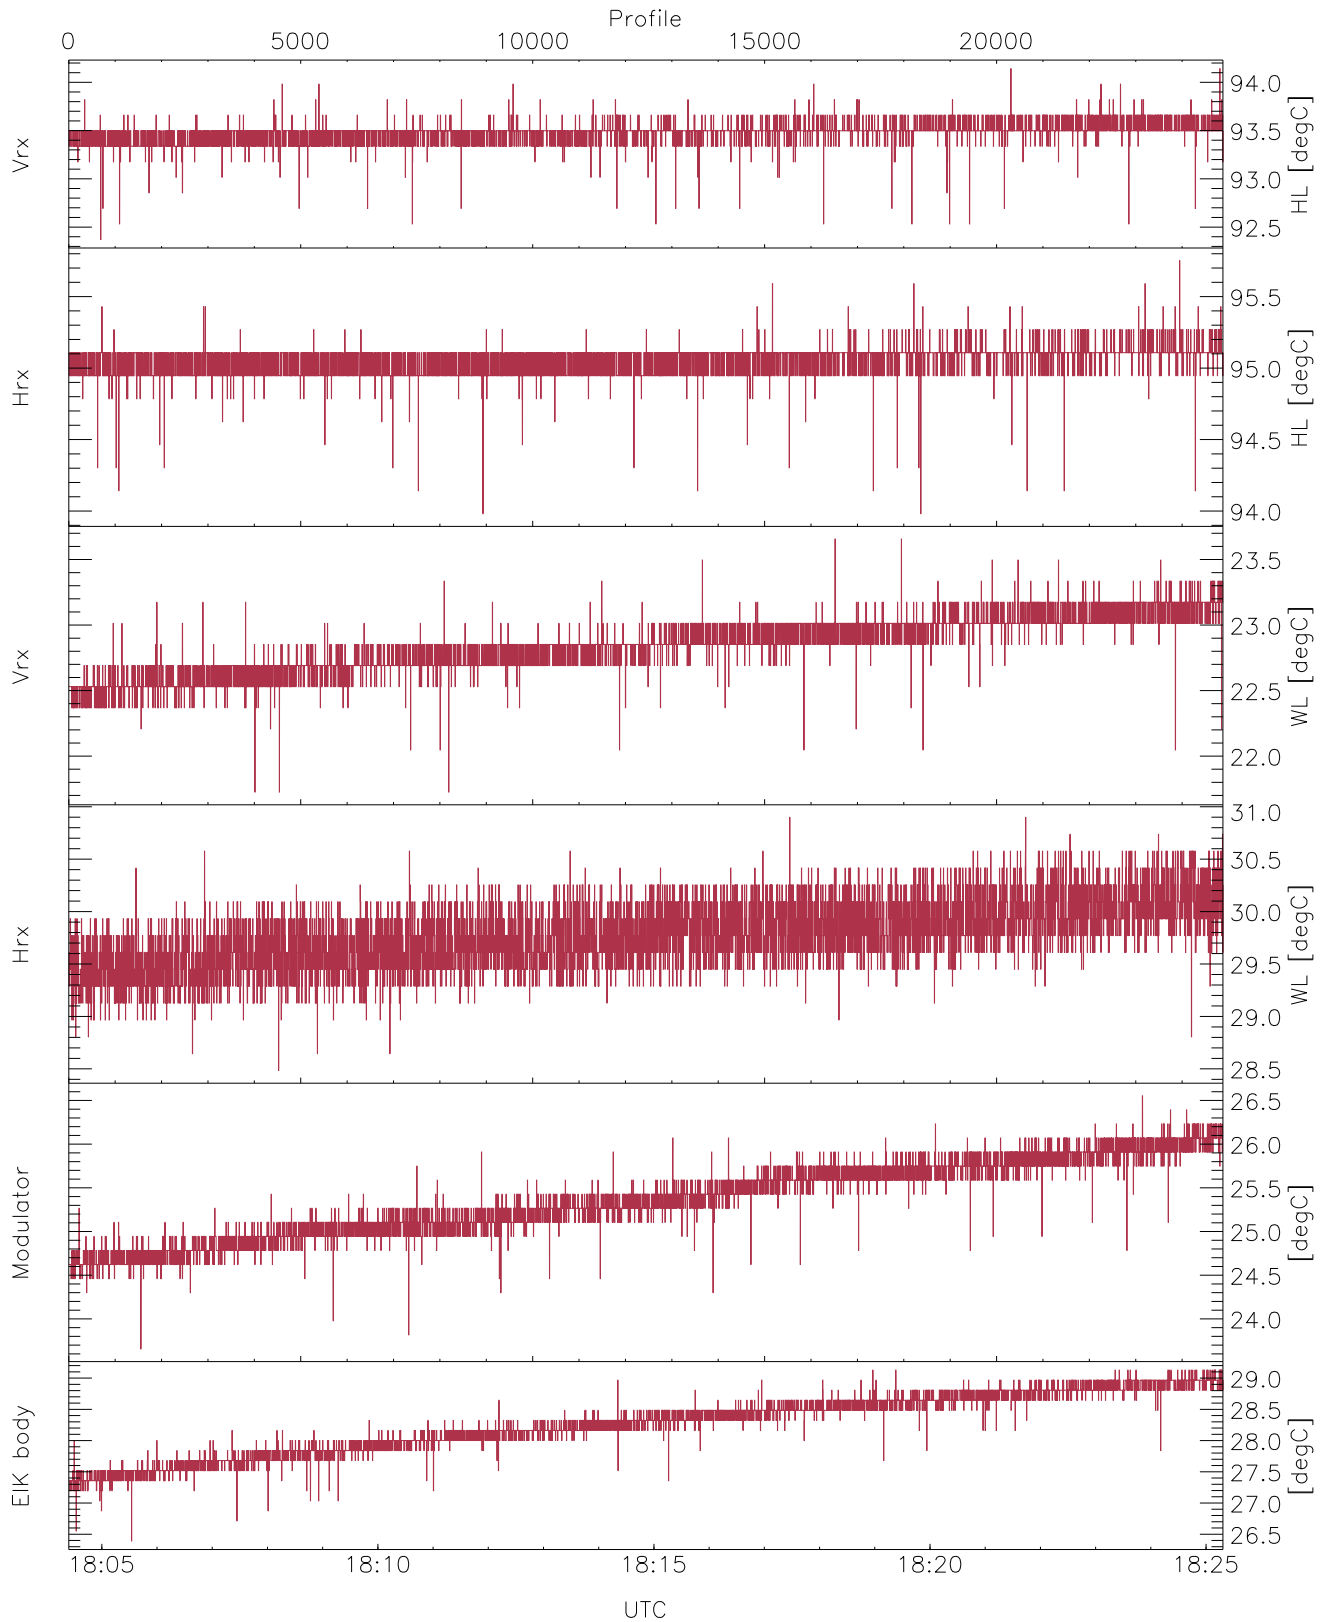 Profile
0 5000 10000 15000 20000
Vrx
94.0
93.5
93.0
92.5
HL [degC]
Hrx
95.5
95.0
94.5
94.0
HL [degC]
Vrx
23.5
23.0
22.5
22.0
WL [degC]
Hrx
31.0
30.5
30.0
29.5
29.0
28.5
WL [degC]
Modulator
26.5
26.0
25.5
25.0
24.5
24.0
[degC]
EIK body
29.0
28.5
28.0
27.5
27.0
26.5
[degC]
18:05 18:10 18:15 18:20 18:25
UTC